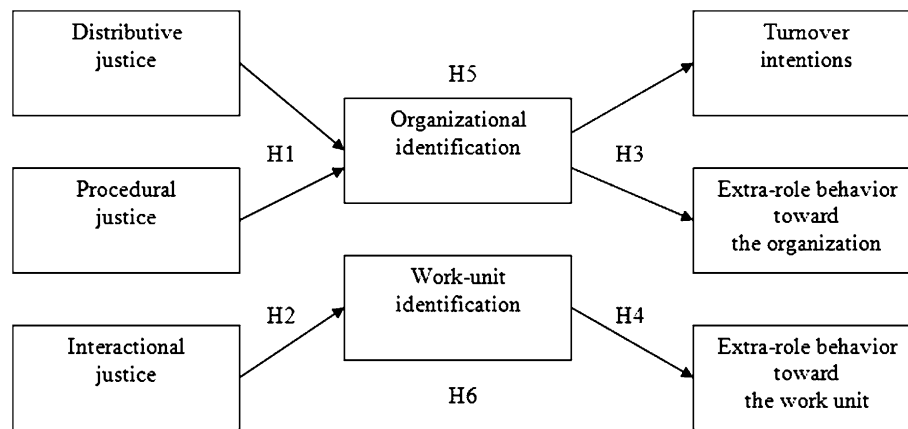 Distributive
justice
Turnover
intentions
H5
Organizational
identification
H1
H3
Procedural
justice
Extra-role behavior
toward
the organization
Work-unit
identification
H2
H4
Interactional
justice
Extra-role behavior
toward
the work unit
H6